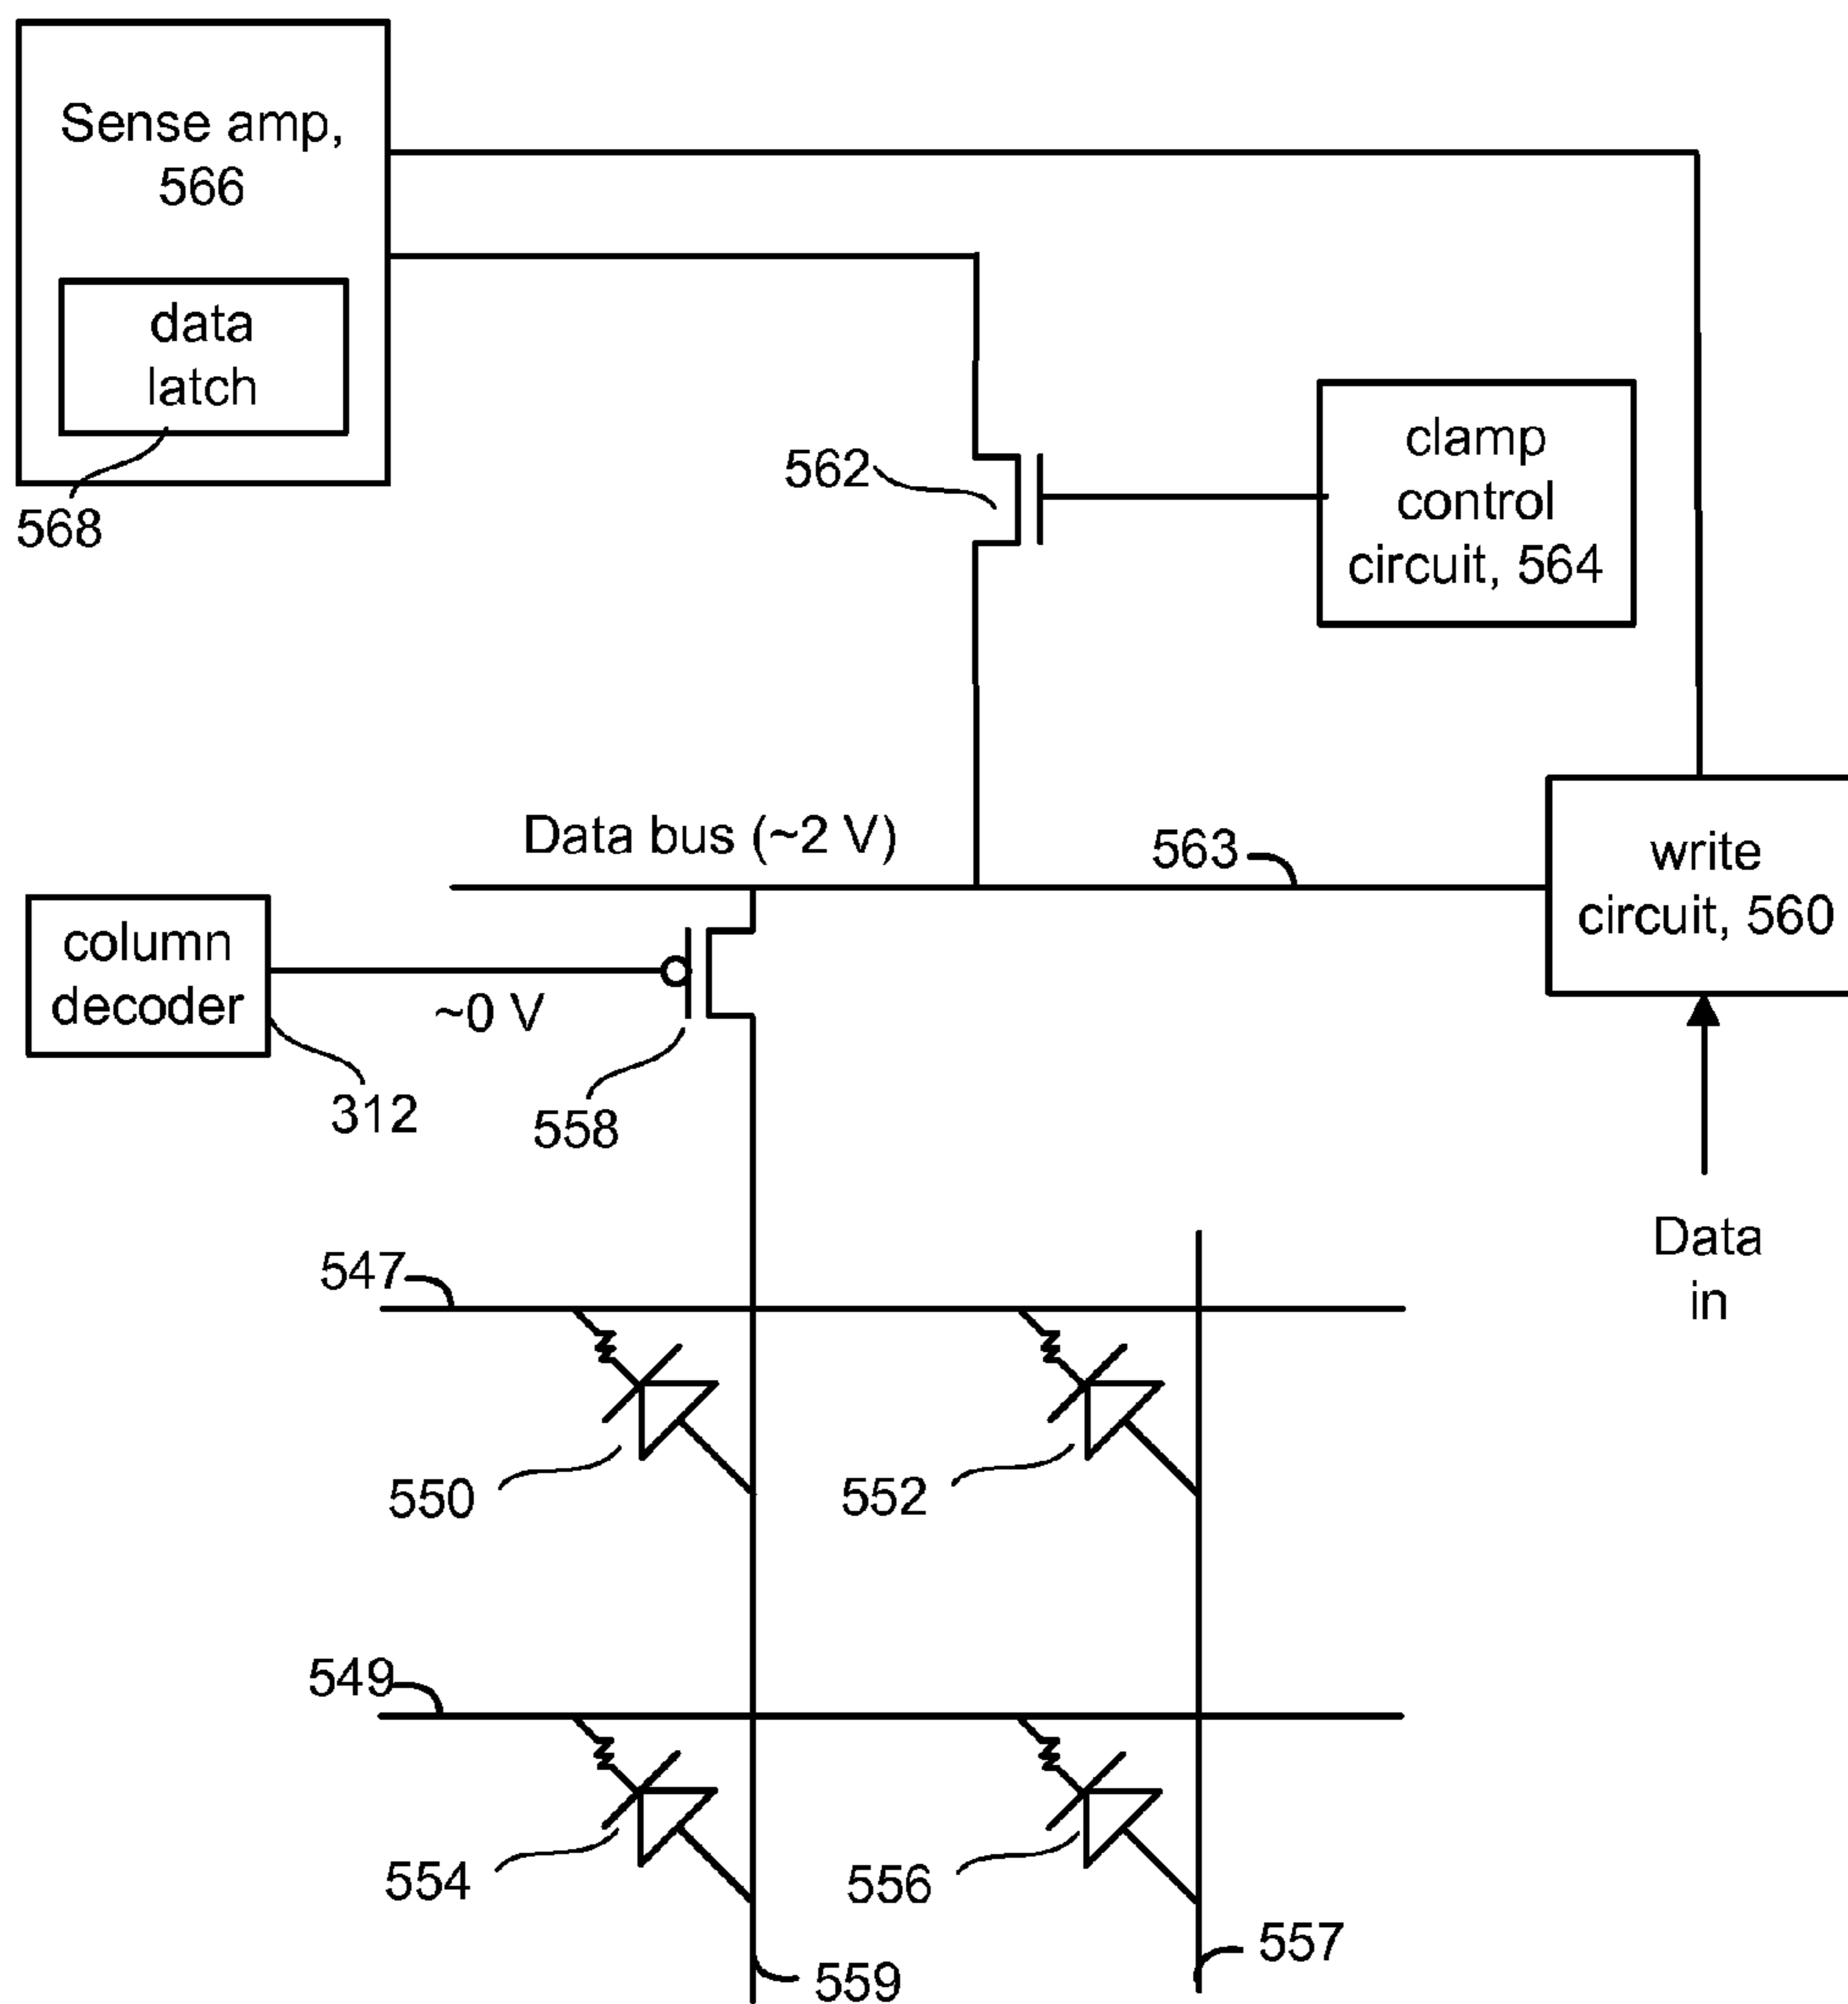 Sense amp,
566
data
latch
568
562
clamp
control
circuit, 564
Data bus (~2 V)
563
write
circuit, 560
column
decoder
~0 V
312
558
Data
in
547
550
552
549
554
556
559
557